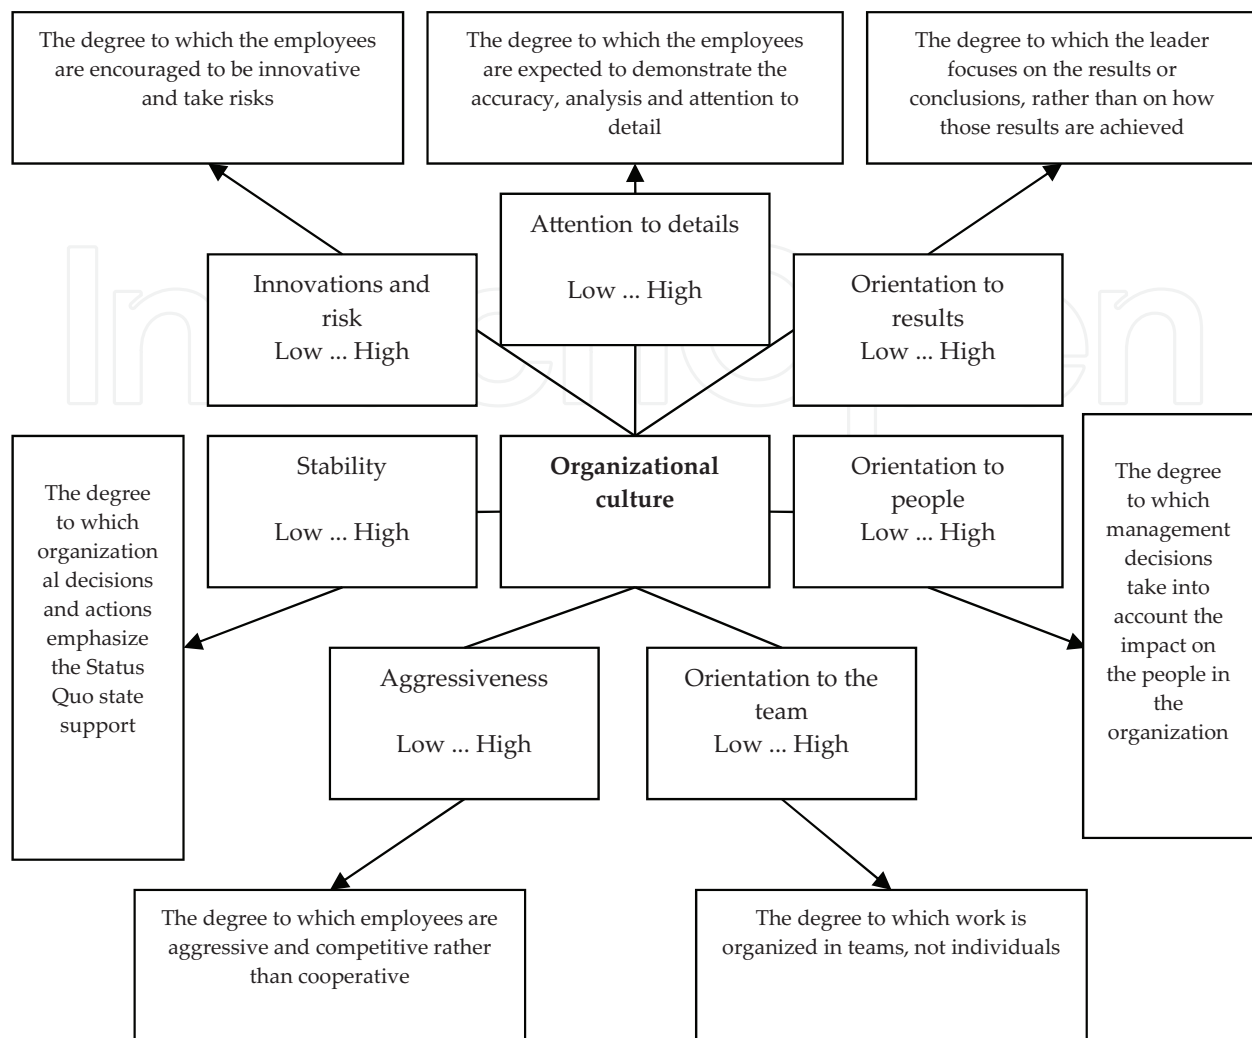 The degree to which the employees
are encouraged to be innovative
and take risks
The degree to which the employees
are expected to demonstrate the
accuracy, analysis and attention to
detail
The degree to which the leader
focuses on the results or
conclusions, rather than on how
those results are achieved
Attention to details
Low ... High
Innovations and
risk
Low ... High
Orientation to
results
Low ... High
IntechOpen
The degree
to which
organization
al decisions
and actions
emphasize
the Status
Quo state
support
Stability
Low ... High
Organizational
culture
Orientation to
people
Low ... High
The degree
to which
management
decisions
take into
account the
impact on
the people in
the
organization
Aggressiveness
Low ... High
Orientation to the
team
Low ... High
The degree to which employees are
aggressive and competitive rather
than cooperative
The degree to which work is
organized in teams, not individuals